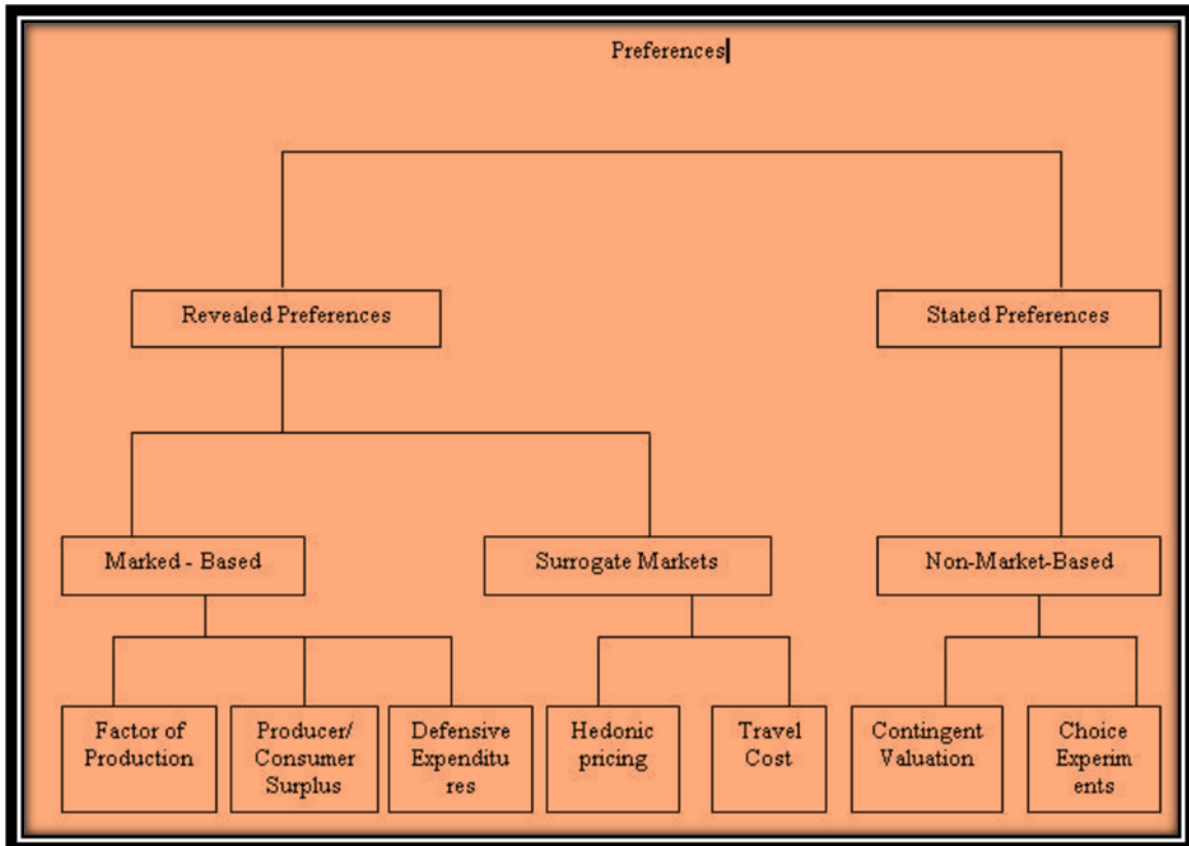 Preferences
Revealed Preferences
Stated Preferences
Marked - Based
Surrogate Markets
Non-Market-Based
Factor of
Production
Producer/
Consumer
Surplus
Defensive
Expenditu
res
Hedonic
pricing
Travel
Cost
Contingent
Valuation
Choice
Experim
ents